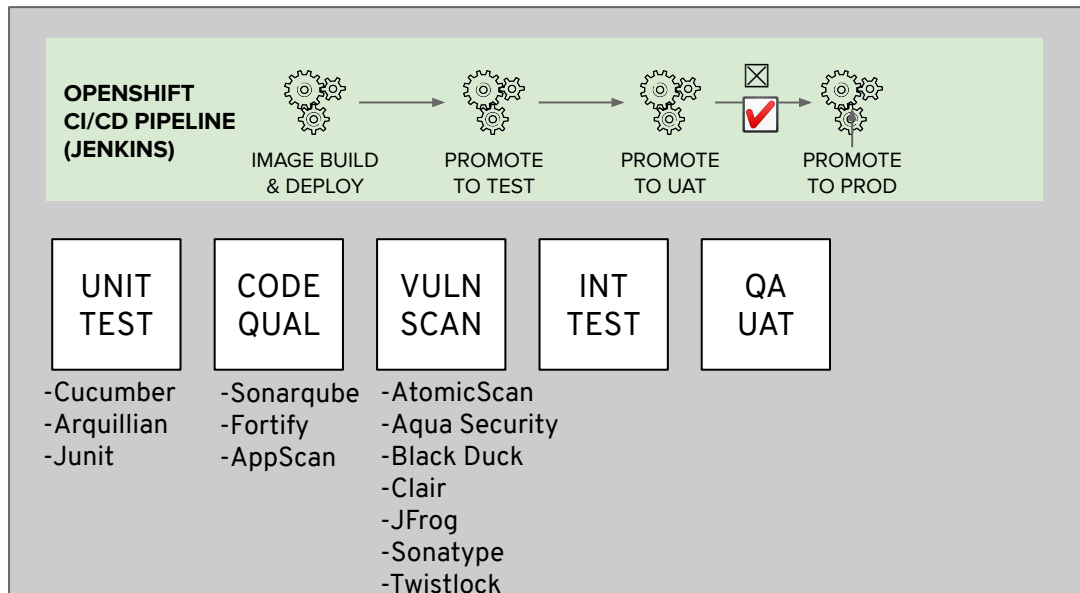 OPENSHIFT
CI/CD PIPELINE
(JENKINS)
IMAGE BUILD
& DEPLOY
PROMOTE
TO TEST
PROMOTE
TO UAT
PROMOTE
TO PROD
UNIT
TEST
CODE
QUAL
VULN
SCAN
INT
TEST
QA
UAT
-Cucumber
-Arquillian
-Junit
-Sonarqube
-Fortify
-AppScan
-AtomicScan
-Aqua Security
-Black Duck
-Clair
-JFrog
-Sonatype
-Twistlock